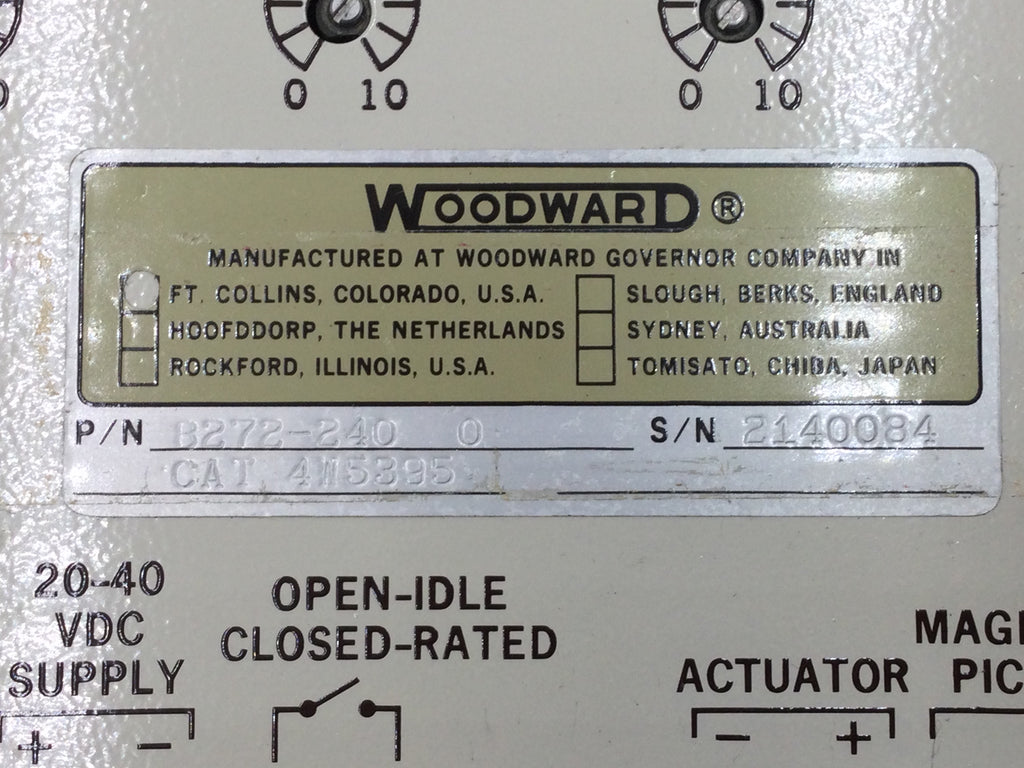 0 10 0 10
WOODWARD ®
MANUFACTURED AT WOODWARD GOVERNOR COMPANY IN
FT. COLLINS, COLORADO, U.S.A. SLOUGH, BERKS, ENGLAND
HOOFDDORP, THE NETHERLANDS SYDNEY, AUSTRALIA
ROCKFORD, ILLINOIS, U.S.A. TOMISATO, CHIBA, JAPAN
P/N 8272-240 0 S/N 2140084
CAT 4W5395
20-40
VDC
SUPPLY
+ −
OPEN-IDLE
CLOSED-RATED
ACTUATOR
− +
MAGI
PIC